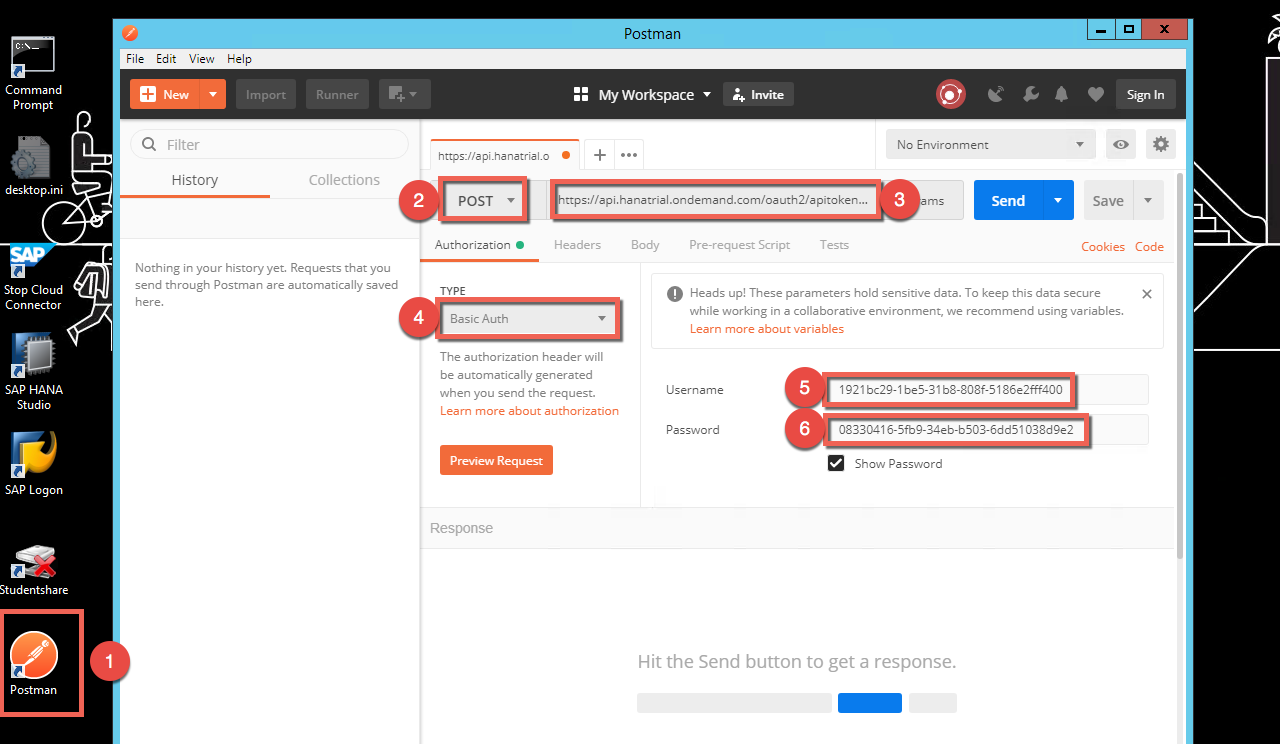 Postman
File Edit View Help
New
Import
Runner
My Workspace
Invite
Sign In
C:\_
Command
Prompt
desktop.ini
SAP
Stop Cloud
Connector
SAP HANA
Studio
SAP Logon
Studentshare
Postman
1
Filter
History
Collections
Nothing in your history yet. Requests that you
send through Postman are automatically saved
here.
https://api.hanatrial.o
No Environment
2
POST
https://api.hanatrial.ondemand.com/oauth2/apitoken...
3
ams
Send
Save
Authorization
Headers
Body
Pre-request Script
Tests
Cookies
Code
TYPE
4
Basic Auth
The authorization header will
be automatically generated
when you send the request.
Learn more about authorization
Preview Request
Heads up! These parameters hold sensitive data. To keep this data secure
while working in a collaborative environment, we recommend using variables.
Learn more about variables
Username
5
1921bc29-1be5-31b8-808f-5186e2fff400
Password
6
08330416-5fb9-34eb-b503-6dd51038d9e2
Show Password
Response
Hit the Send button to get a response.